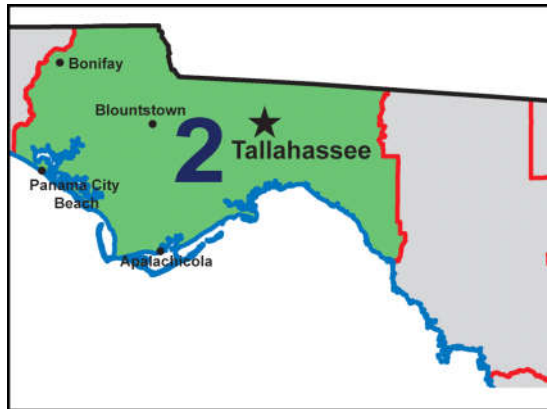 Bonifay
Blountstown
2
Tallahassee
Panama City
Beach
Apalachicola